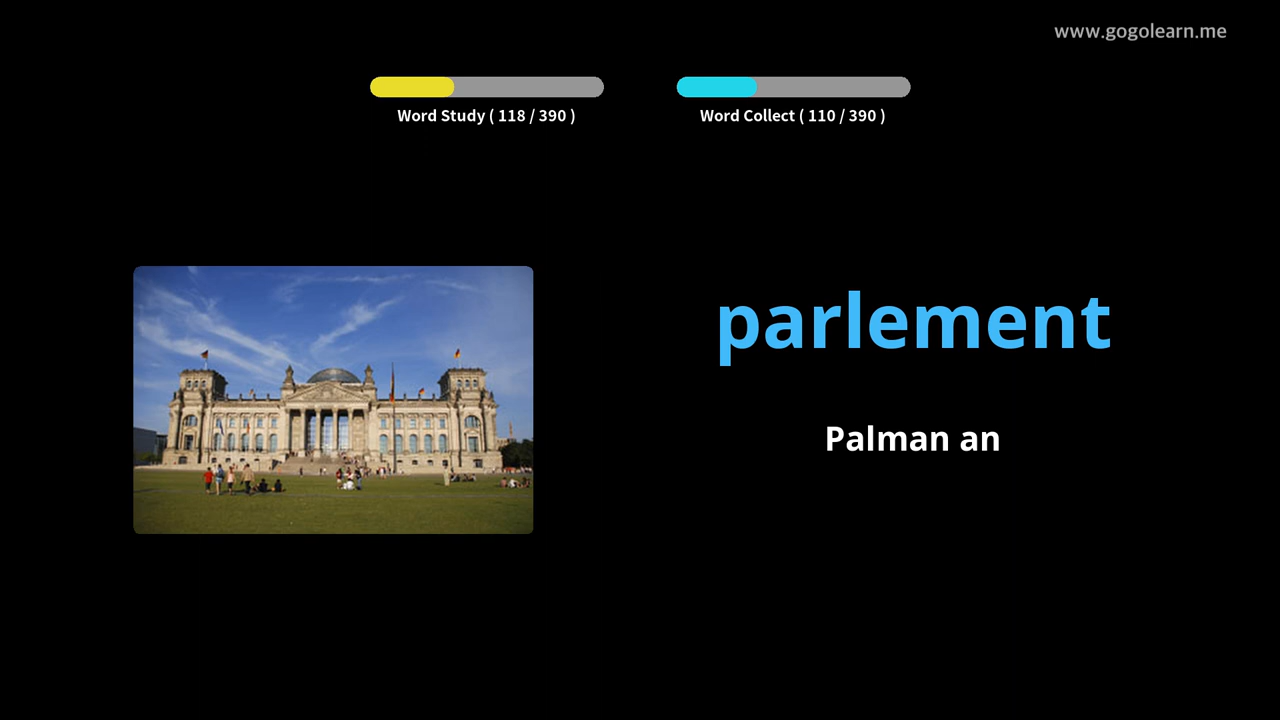 www.gogolearn.me
Word Study ( 118 / 390 )
Word Collect ( 110 / 390 )
parlement
Palman an